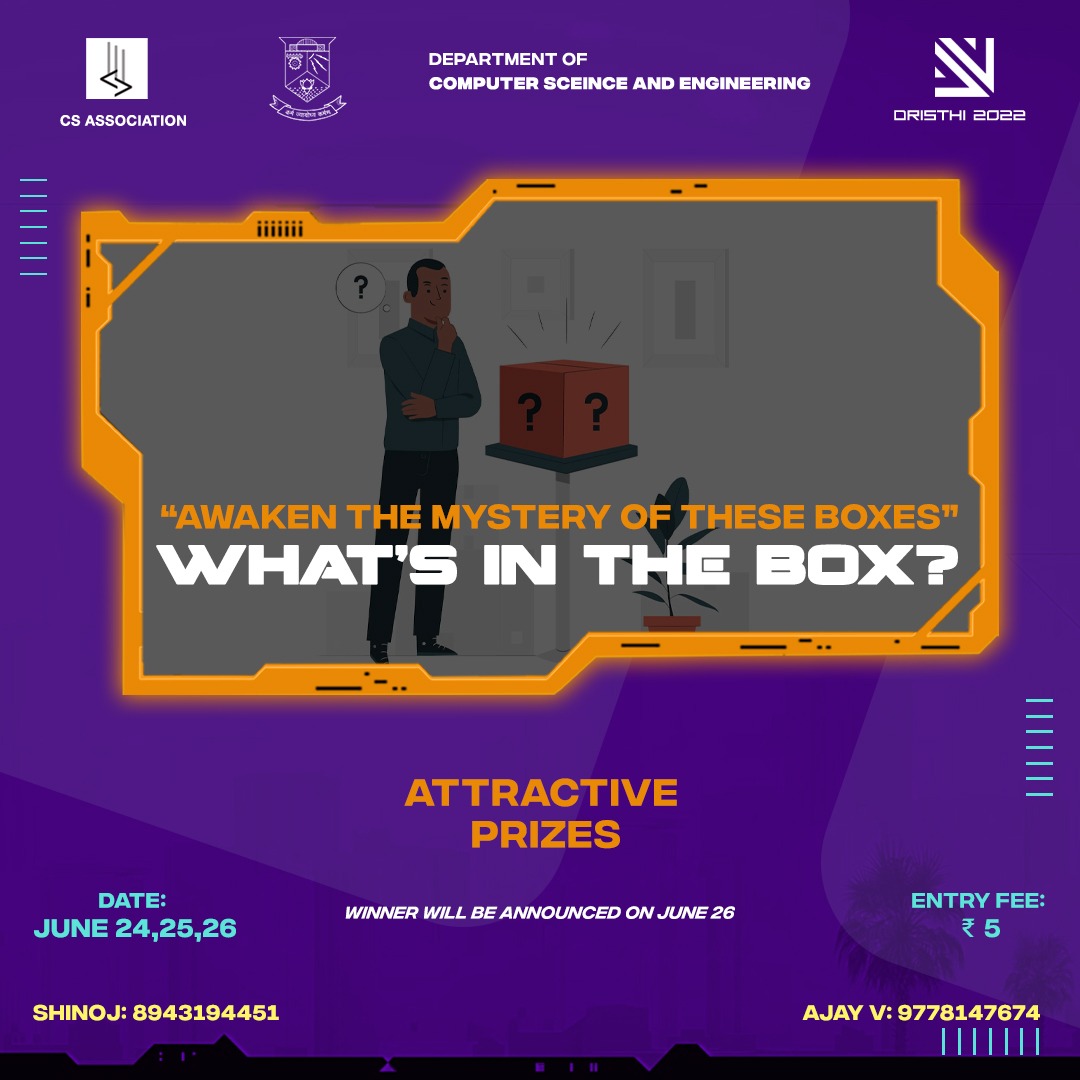 CS ASSOCIATION
DEPARTMENT OF
COMPUTER SCEINCE AND ENGINEERING
DRISTHI 2022
?
? ?
“AWAKEN THE MYSTERY OF THESE BOXES”
WHAT'S IN THE BOX?
ATTRACTIVE
PRIZES
DATE:
JUNE 24,25,26
WINNER WILL BE ANNOUNCED ON JUNE 26
ENTRY FEE:
₹ 5
SHINOJ: 8943194451
AJAY V: 9778147674